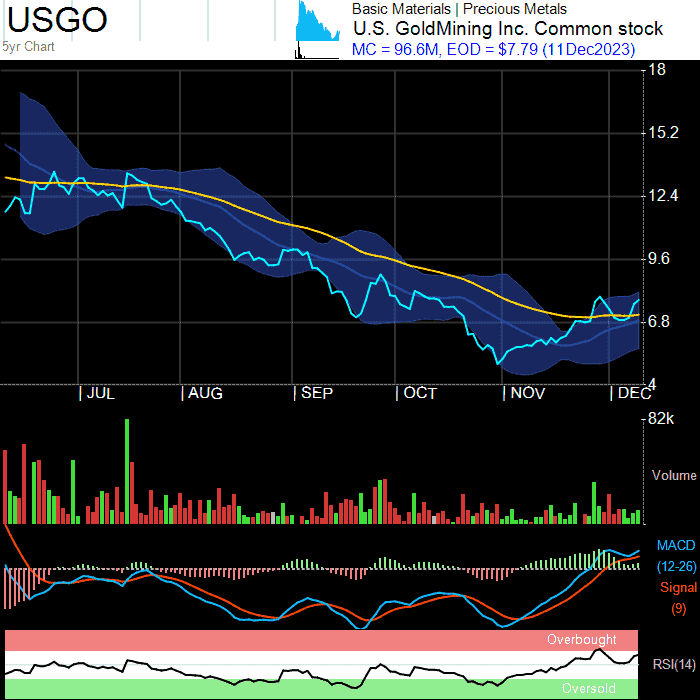 USGO
5yr Chart
Basic Materials | Precious Metals
U.S. GoldMining Inc. Common stock
MC = 96.6M, EOD = $7.79 (11Dec2023)
18
15.2
12.4
9.6
6.8
4
| JUL | AUG | SEP | OCT | NOV | DEC
82k
Volume
MACD
(12-26)
Signal
(9)
Overbought
RSI(14)
Oversold